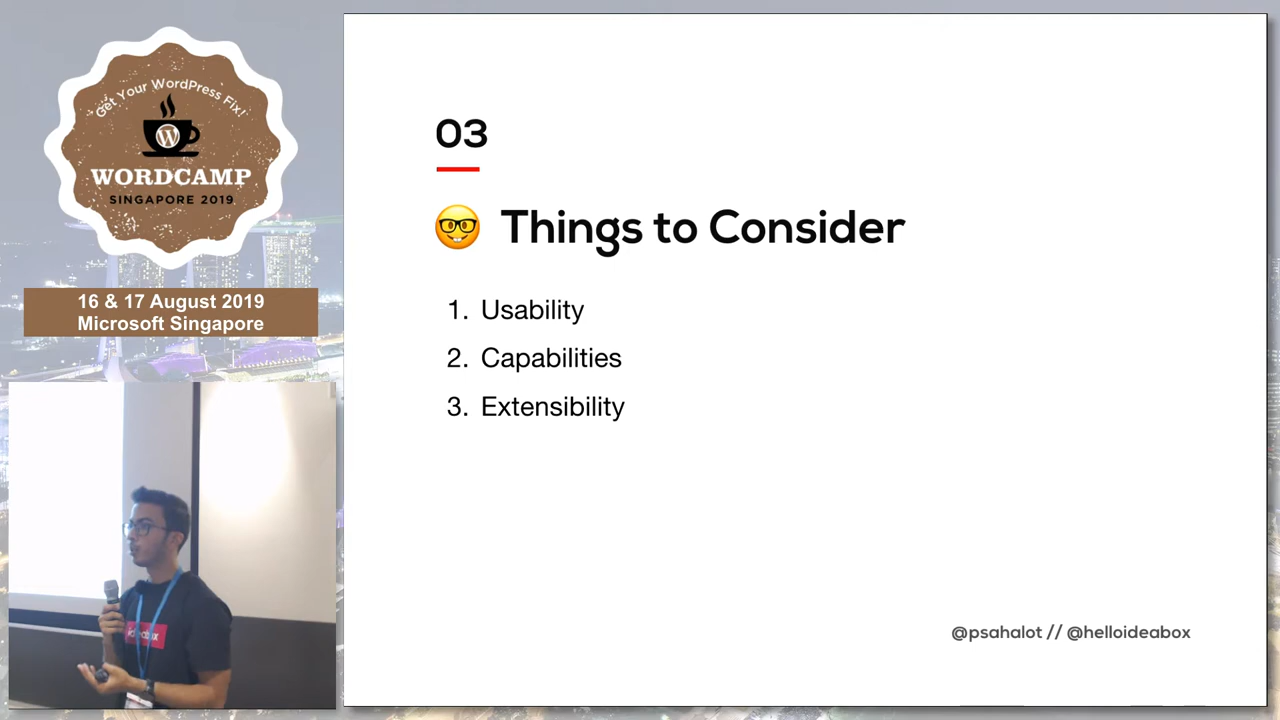 Get Your WordPress Fix!
WORDCAMP
SINGAPORE 2019
16 & 17 August 2019
Microsoft Singapore
03
Things to Consider
1. Usability
2. Capabilities
3. Extensibility
@psahalot // @helloideabox
ideabox